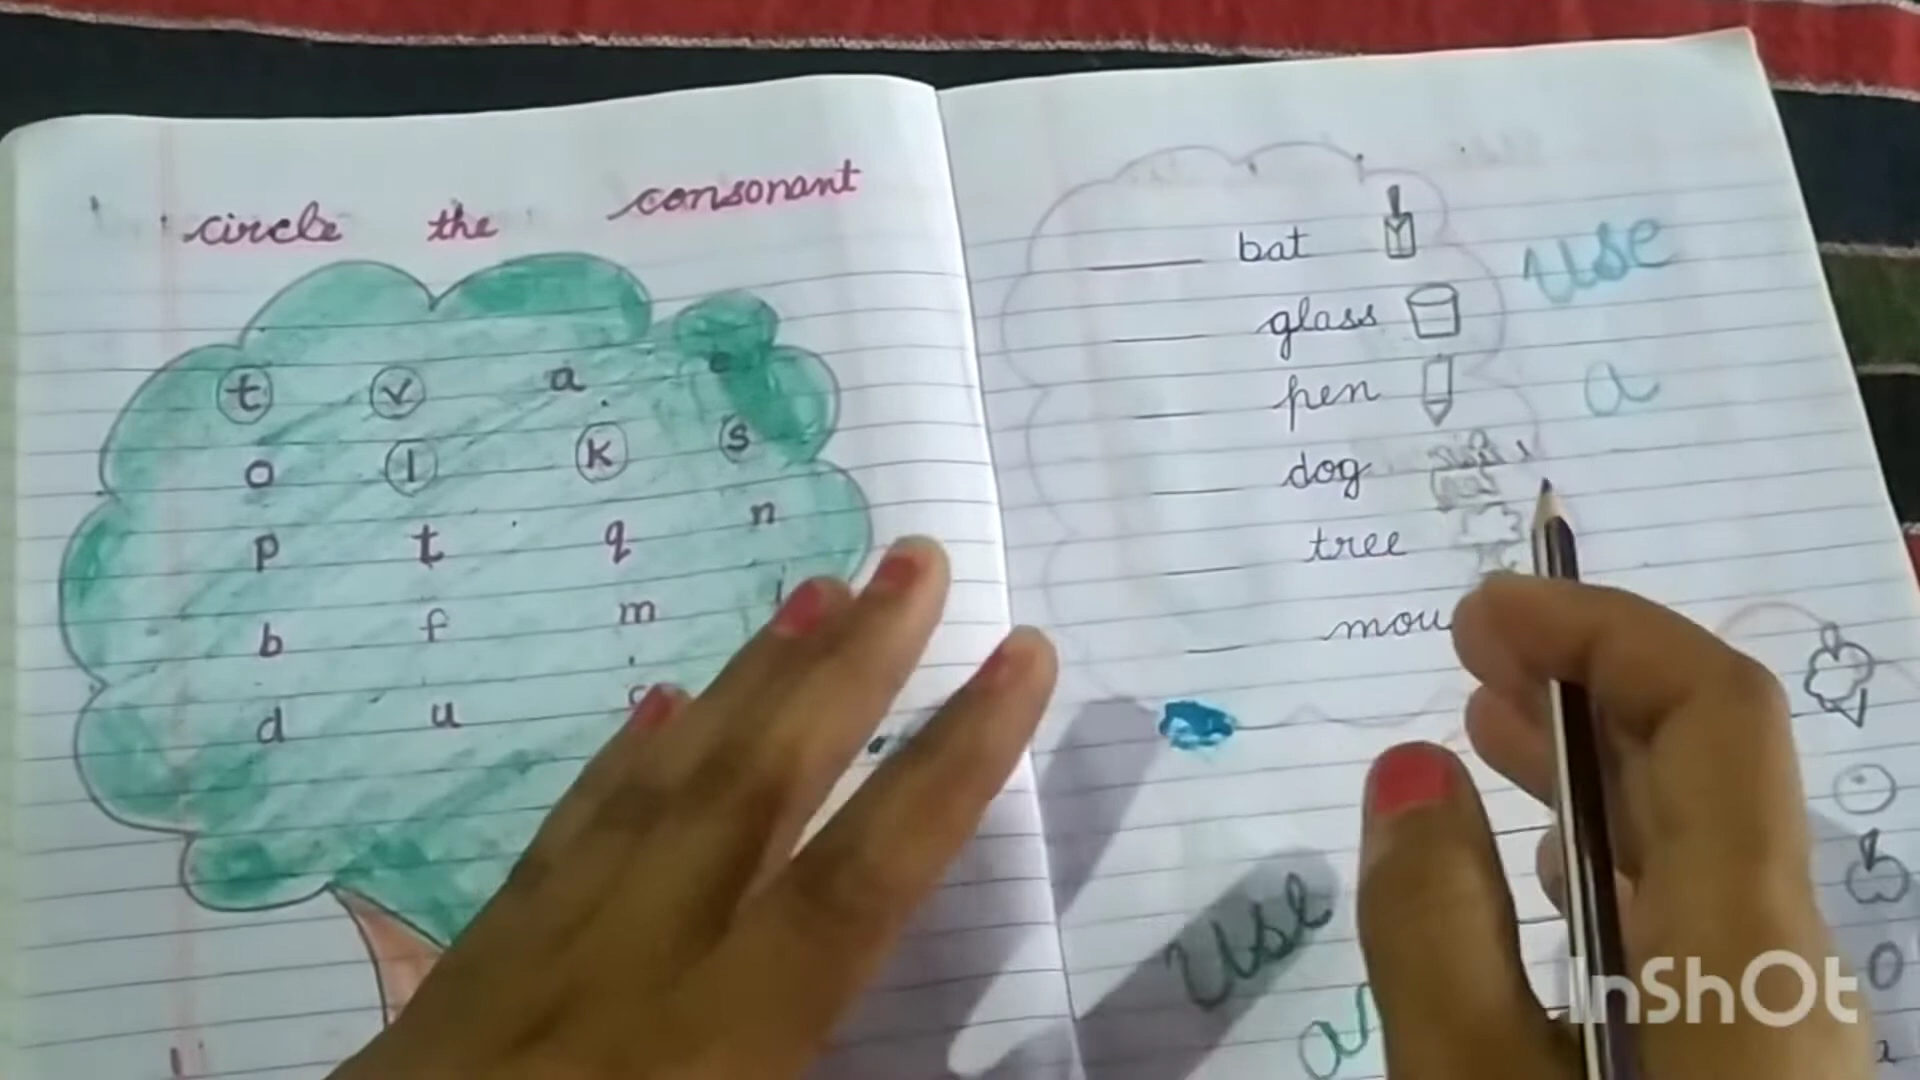 circle the consonant
t v a e
o l k s
p t q n
b f m
d u
bat
glass
pen
dog
tree
use
a
use
InShOt